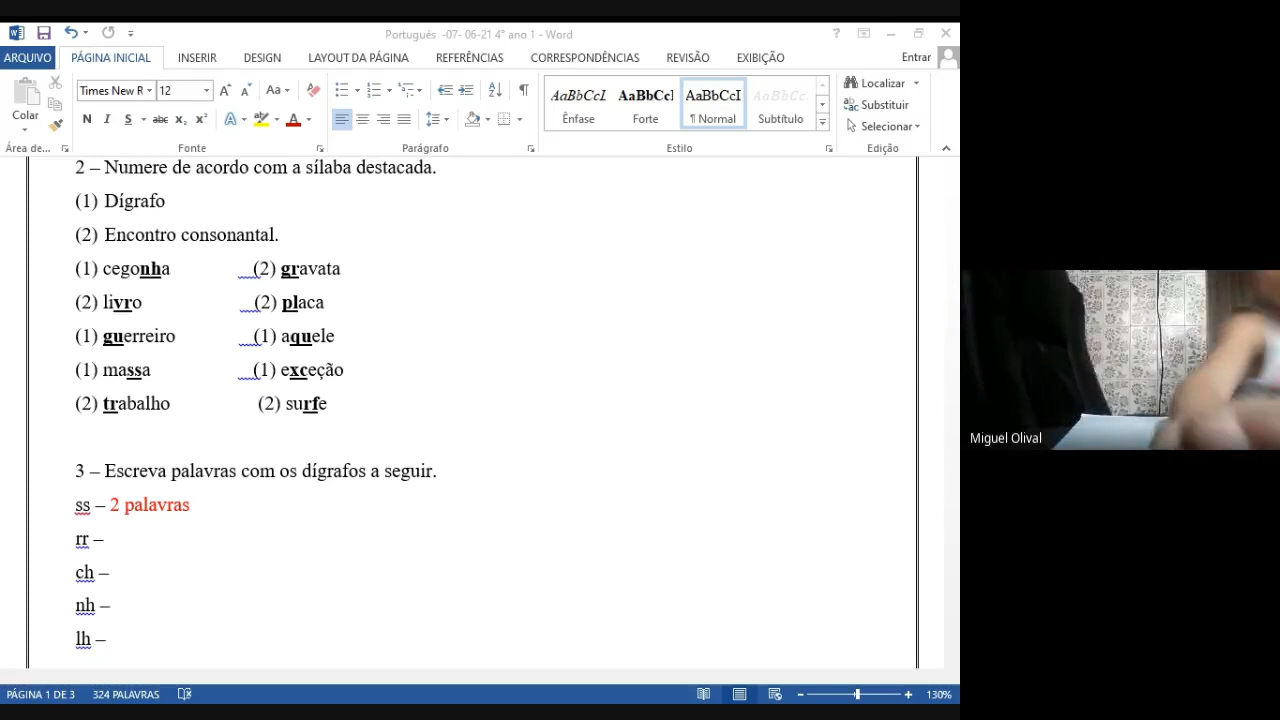 Português -07- 06-21 4° ano 1 - Word
?
ARQUIVO PÁGINA INICIAL INSERIR DESIGN LAYOUT DA PÁGINA REFERÊNCIAS CORRESPONDÊNCIAS REVISÃO EXIBIÇÃO Entrar
Colar
Times New R 12 Aa
N I S abc x₂ x² A A
AaBbCcI AaBbCc AaBbCcI AaBbCc
Ênfase Forte ¶ Normal Subtítulo
Localizar
Substituir
Selecionar
Área de... Fonte Parágrafo Estilo Edição
2 – Numere de acordo com a sílaba destacada.
(1) Dígrafo
(2) Encontro consonantal.
(1) cegonha (2) gravata
(2) livro (2) placa
(1) guerreiro (1) aquele
(1) massa (1) exceção
(2) trabalho (2) surfe
3 – Escreva palavras com os dígrafos a seguir.
ss – 2 palavras
rr –
ch –
nh –
lh –
Miguel Olival
PÁGINA 1 DE 3 324 PALAVRAS 130%